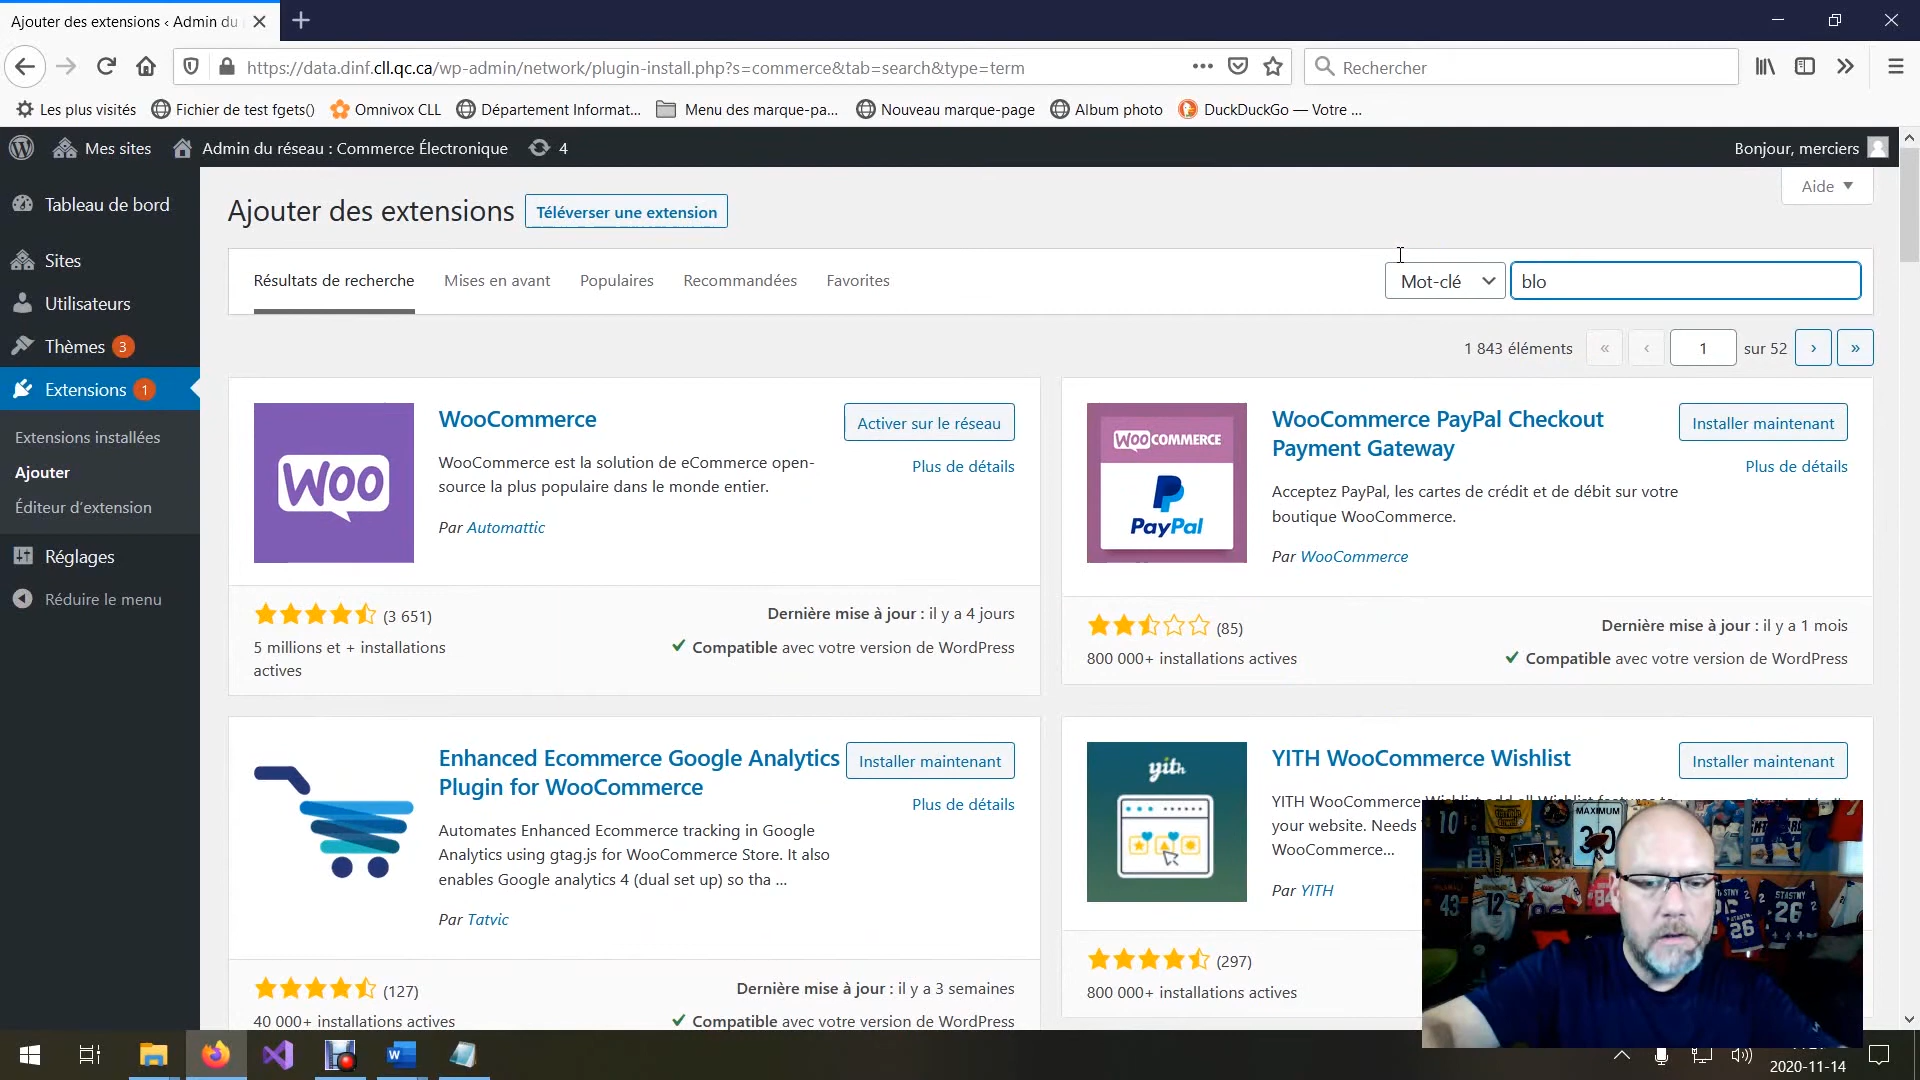 Ajouter des extensions ‹ Admin du
https://data.dinf.cll.qc.ca/wp-admin/network/plugin-install.php?s=commerce&tab=search&type=term
Rechercher
Les plus visités
Fichier de test fgets()
Omnivox CLL
Département Informat...
Menu des marque-pa...
Nouveau marque-page
Album photo
DuckDuckGo — Votre ...
Mes sites
Admin du réseau : Commerce Électronique
4
Bonjour, merciers
Tableau de bord
Sites
Utilisateurs
Thèmes 3
Extensions 1
Extensions installées
Ajouter
Éditeur d'extension
Réglages
Réduire le menu
Aide
Ajouter des extensions
Téléverser une extension
Résultats de recherche
Mises en avant
Populaires
Recommandées
Favorites
Mot-clé
blo
1 843 éléments
«
‹
1
sur 52
›
»
WOO
WooCommerce
Activer sur le réseau
Plus de détails
WooCommerce est la solution de eCommerce open-
source la plus populaire dans le monde entier.
Par Automattic
(3 651)
5 millions et + installations
actives
Dernière mise à jour : il y a 4 jours
Compatible avec votre version de WordPress
WOO COMMERCE
PayPal
WooCommerce PayPal Checkout
Payment Gateway
Installer maintenant
Plus de détails
Acceptez PayPal, les cartes de crédit et de débit sur votre
boutique WooCommerce.
Par WooCommerce
(85)
800 000+ installations actives
Dernière mise à jour : il y a 1 mois
Compatible avec votre version de WordPress
Enhanced Ecommerce Google Analytics
Plugin for WooCommerce
Installer maintenant
Plus de détails
Automates Enhanced Ecommerce tracking in Google
Analytics using gtag.js for WooCommerce Store. It also
enables Google analytics 4 (dual set up) so tha ...
Par Tatvic
(127)
40 000+ installations actives
Dernière mise à jour : il y a 3 semaines
Compatible avec votre version de WordPress
yith
YITH WooCommerce Wishlist
Installer maintenant
YITH WooCommerce
your website. Needs
WooCommerce...
Par YITH
(297)
800 000+ installations actives
MAXIMUM
30
10
43
12
STASTNY
26
26
2020-11-14